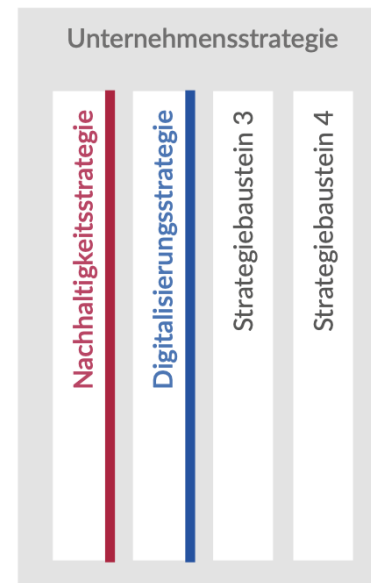 Unternehmensstrategie
Nachhaltigkeitsstrategie
Digitalisierungsstrategie
Strategiebaustein 3
Strategiebaustein 4